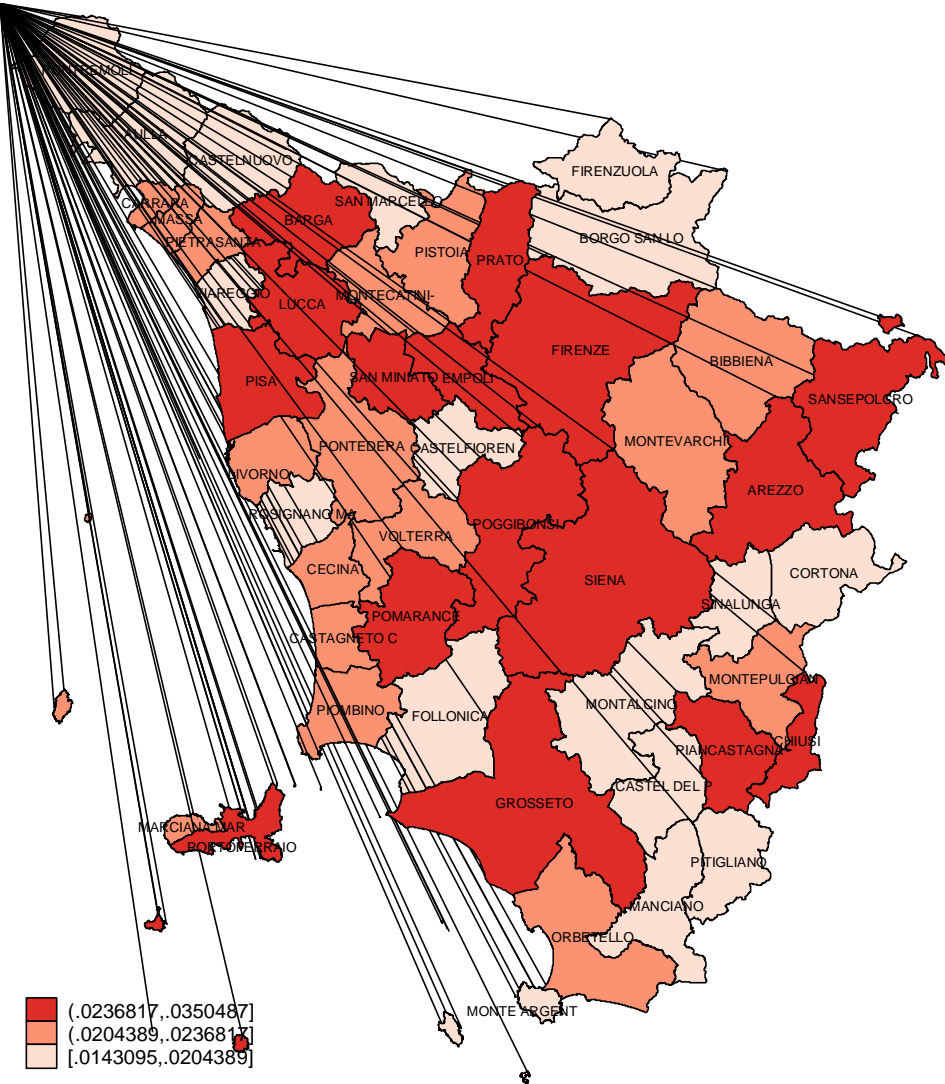 PONTREMOLI
AULLA
CASTELNUOVO
FIRENZUOLA
CARRARA
SAN MARCELLO
MASSA
BARGA
PIETRASANTA
BORGO SAN LO
PISTOIA
PRATO
VIAREGGIO
LUCCA
MONTECATINI-
FIRENZE
BIBBIENA
PISA
SAN MINIATO
EMPOLI
SANSEPOLCRO
PONTEDERA
CASTELFIOREN
MONTEVARCHI
LIVORNO
AREZZO
ROSIGNANO MA
POGGIBONSI
VOLTERRA
CECINA
SIENA
CORTONA
SINALUNGA
POMARANCE
CASTAGNETO C
MONTEPULCIAN
PIOMBINO
FOLLONICA
MONTALCINO
PIANCASTAGNA
CHIUSI
CASTEL DEL P
GROSSETO
MARCIANA MAR
PORTOFERRAIO
PITIGLIANO
MANCIANO
ORBETELLO
MONTE ARGENT
(.0236817,.0350487]
(.0204389,.0236817]
[.0143095,.0204389]